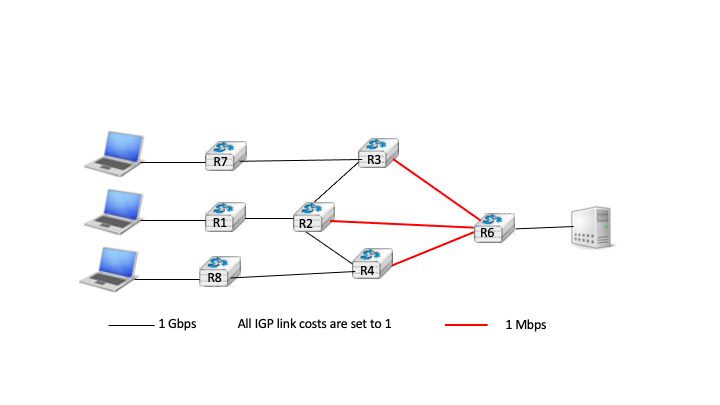 R7
R3
R1
R2
R6
R8
R4
1 Gbps
All IGP link costs are set to 1
1 Mbps